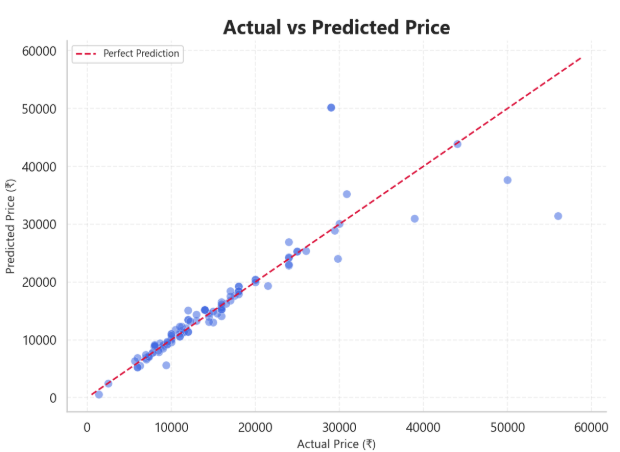 Actual vs Predicted Price
Perfect Prediction
60000
50000
40000
30000
20000
10000
0
Predicted Price (₹)
0 10000 20000 30000 40000 50000 60000
Actual Price (₹)